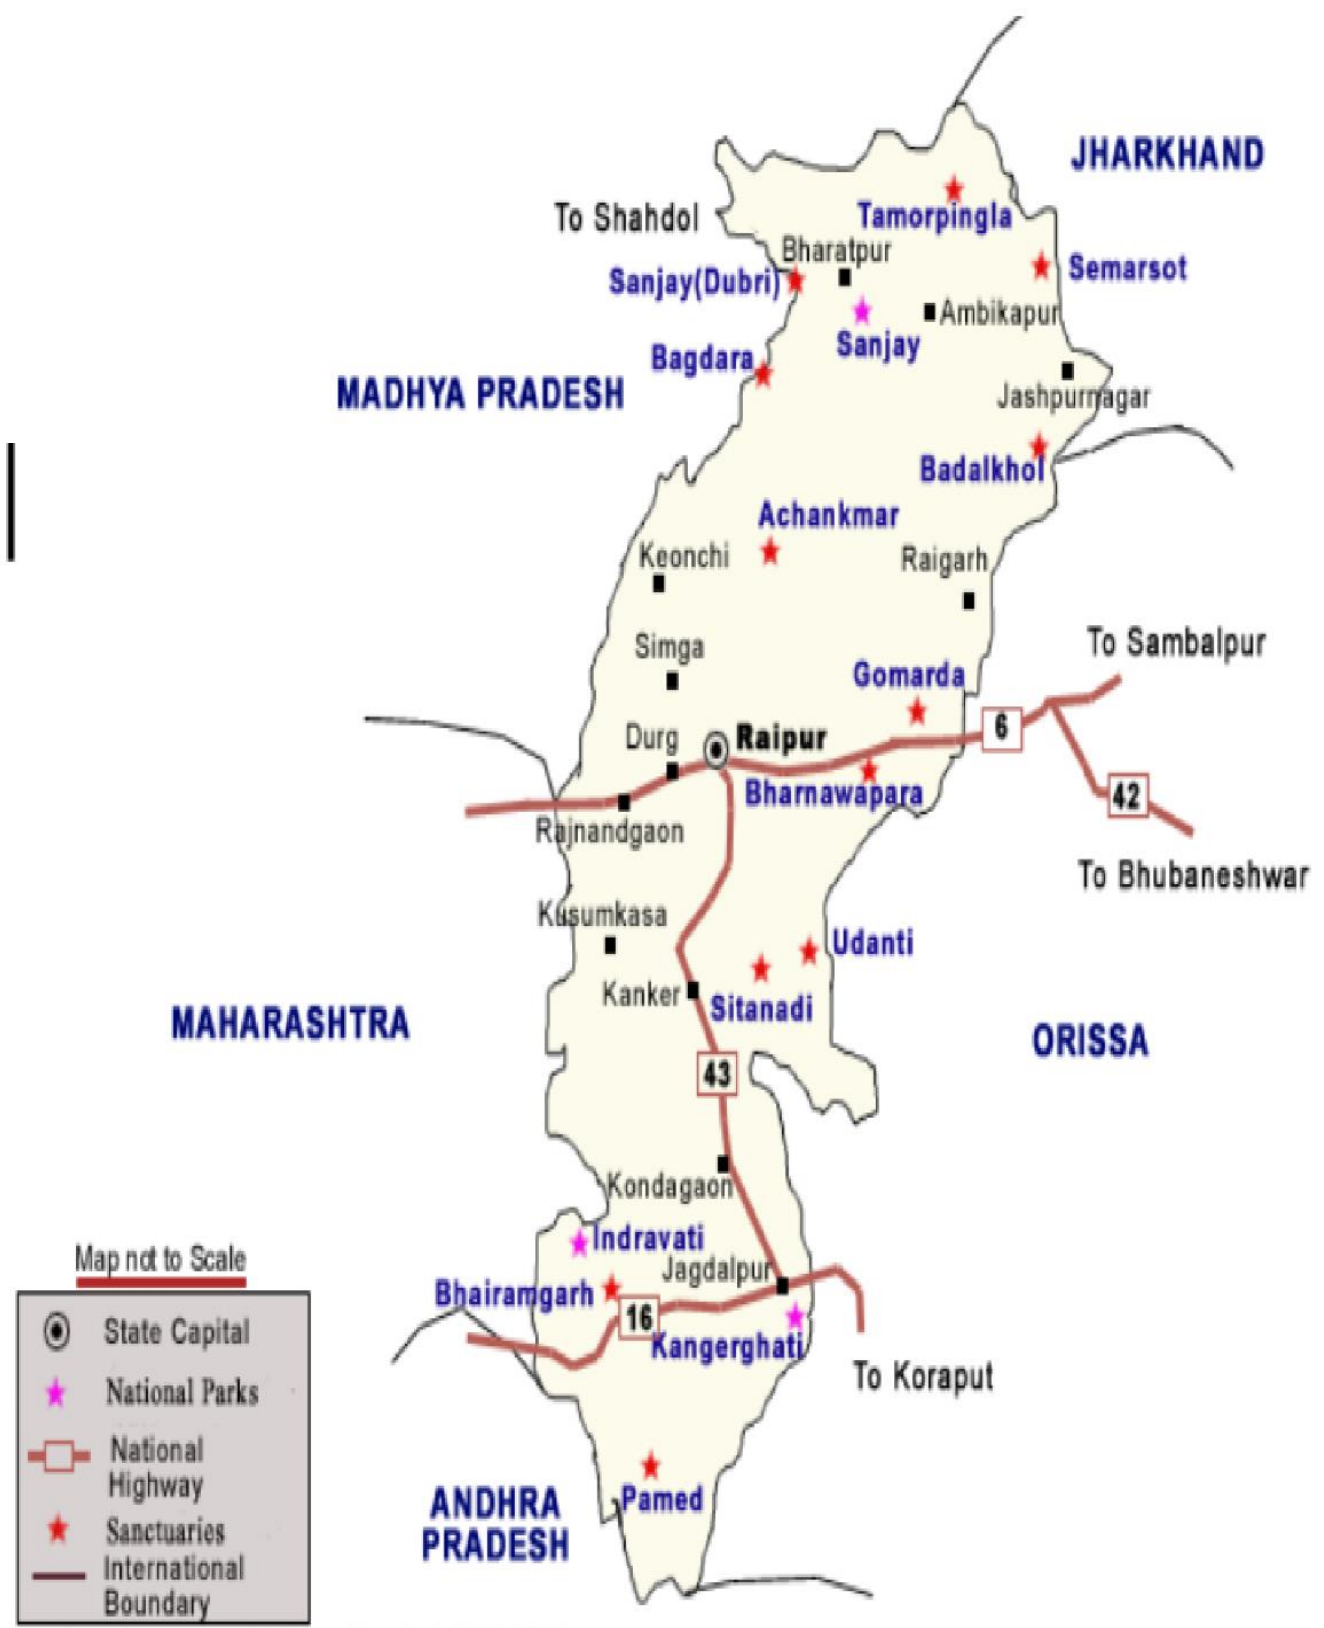 JHARKHAND
To Shahdol
Tamorpingla
Bharatpur
Sanjay(Dubri)
Semarsot
Ambikapur
Sanjay
Bagdara
MADHYA PRADESH
Jashpurnagar
Badalkhol
Achankmar
Keonchi
Raigarh
Simga
To Sambalpur
Gomarda
6
Durg
Raipur
Bharnawapara
42
Rajnandgaon
To Bhubaneshwar
Kusumkasa
Udanti
Kanker
Sitanadi
MAHARASHTRA
ORISSA
43
Kondagaon
Indravati
Jagdalpur
Bhairamgarh
16
Kangerghati
To Koraput
Pamed
ANDHRA
PRADESH
Map not to Scale
State Capital
National Parks
National
Highway
Sanctuaries
International
Boundary